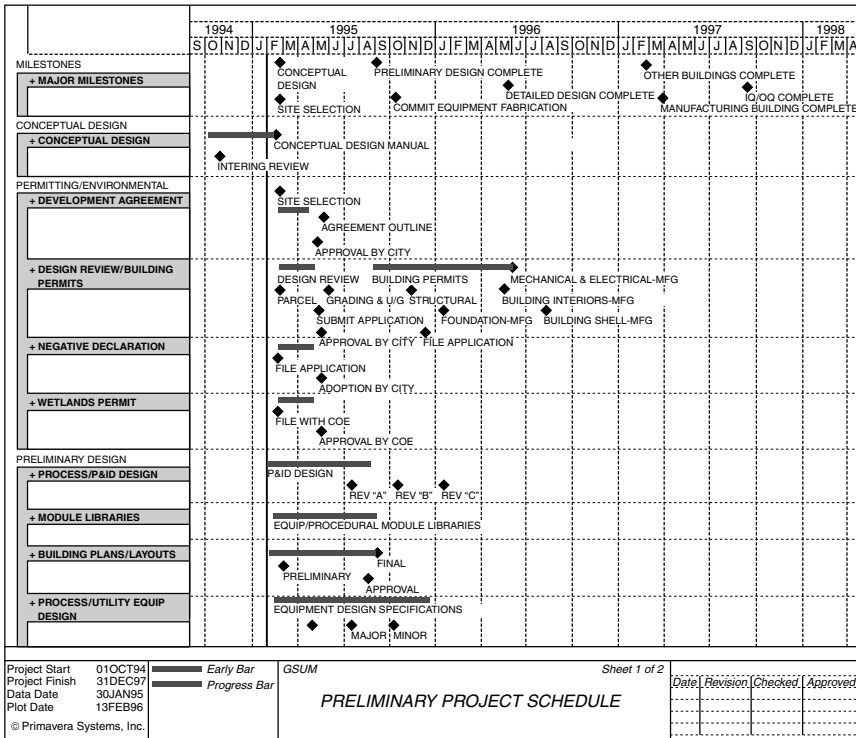 1994 1995 1996 1997 1998
S O N D J F M A M J J A S O N D J F M A M J J A S O N D J F M A M J J A S O N D J F M A
MILESTONES
+ MAJOR MILESTONES
CONCEPTUAL DESIGN
PRELIMINARY DESIGN COMPLETE
OTHER BUILDINGS COMPLETE
DETAILED DESIGN COMPLETE
IQ/OQ COMPLETE
SITE SELECTION
COMMIT EQUIPMENT FABRICATION
MANUFACTURING BUILDING COMPLETE
CONCEPTUAL DESIGN
+ CONCEPTUAL DESIGN
CONCEPTUAL DESIGN MANUAL
INTERING REVIEW
PERMITTING/ENVIRONMENTAL
+ DEVELOPMENT AGREEMENT
SITE SELECTION
AGREEMENT OUTLINE
APPROVAL BY CITY
+ DESIGN REVIEW/BUILDING
PERMITS
DESIGN REVIEW BUILDING PERMITS MECHANICAL & ELECTRICAL-MFG
PARCEL GRADING & U/G STRUCTURAL BUILDING INTERIORS-MFG
SUBMIT APPLICATION FOUNDATION-MFG BUILDING SHELL-MFG
APPROVAL BY CITY FILE APPLICATION
+ NEGATIVE DECLARATION
FILE APPLICATION
ADOPTION BY CITY
+ WETLANDS PERMIT
FILE WITH COE
APPROVAL BY COE
PRELIMINARY DESIGN
+ PROCESS/P&ID DESIGN
P&ID DESIGN
REV "A" REV "B" REV "C"
+ MODULE LIBRARIES
EQUIP/PROCEDURAL MODULE LIBRARIES
+ BUILDING PLANS/LAYOUTS
FINAL
PRELIMINARY
APPROVAL
+ PROCESS/UTILITY EQUIP
DESIGN
EQUIPMENT DESIGN SPECIFICATIONS
MAJOR MINOR
Project Start 01OCT94
Project Finish 31DEC97
Data Date 30JAN95
Plot Date 13FEB96
© Primavera Systems, Inc.
Early Bar
Progress Bar
GSUM
Sheet 1 of 2
PRELIMINARY PROJECT SCHEDULE
Date Revision Checked Approved